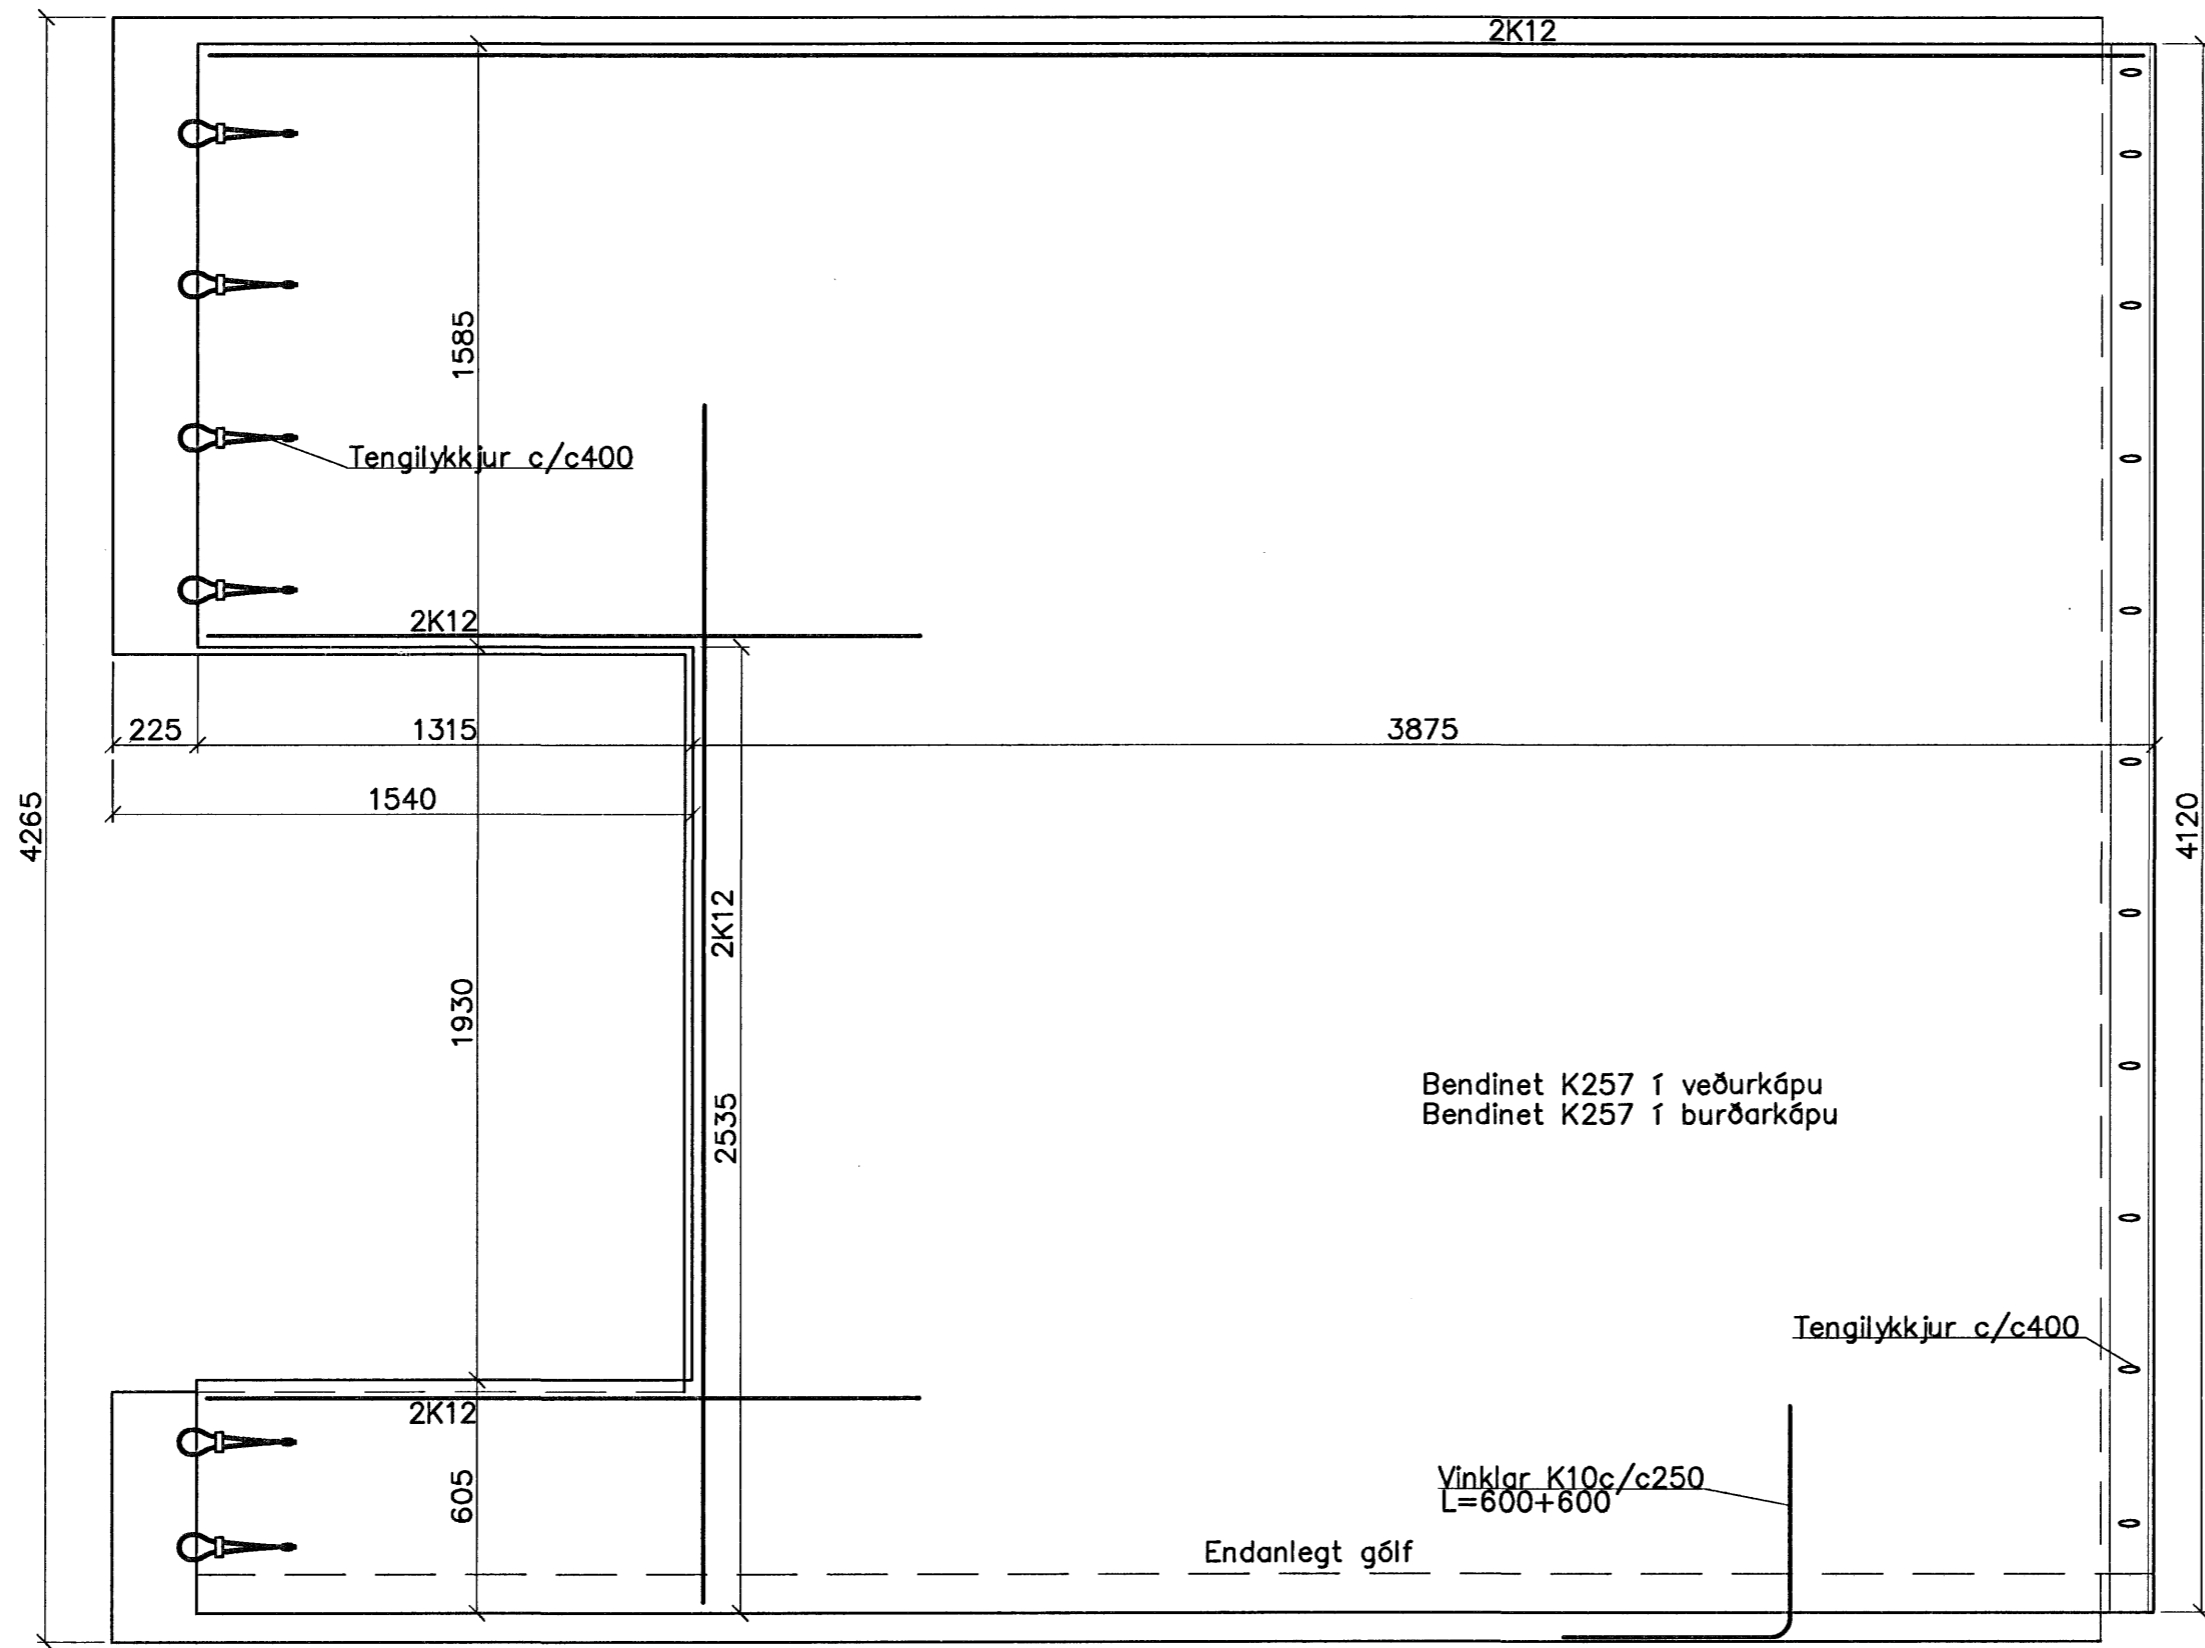 2K12
1585
Tengilykkjur c/c400
2K12
225
1315
3875
1540
4265
4120
2K12
1930
2535
Bendinet K257 í veðurkápu
Bendinet K257 í burðarkápu
Tengilykkjur c/c400
2K12
605
Vinklar K10c/c250
L=600+600
Endanlegt gólf